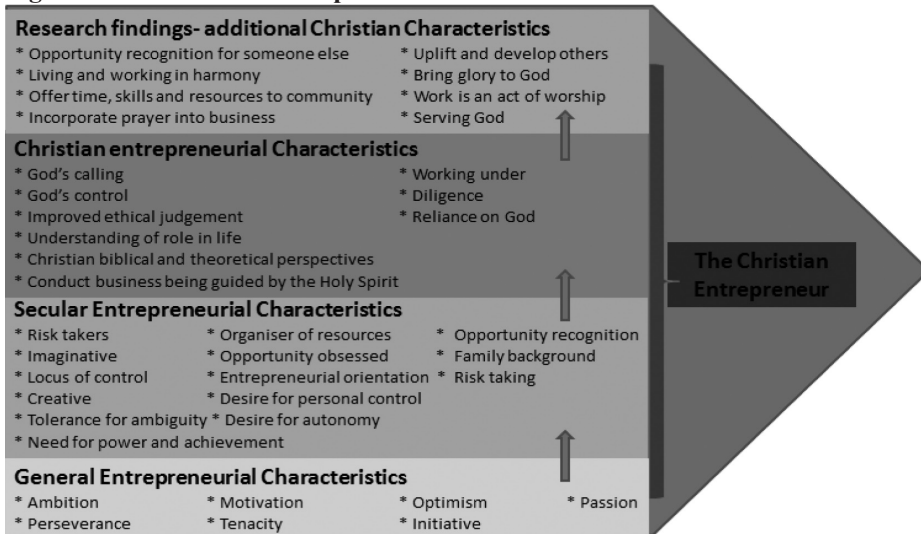 Research findings- additional Christian Characteristics
* Opportunity recognition for someone else * Uplift and develop others
* Living and working in harmony * Bring glory to God
* Offer time, skills and resources to community * Work is an act of worship
* Incorporate prayer into business * Serving God
Christian entrepreneurial Characteristics
* God's calling * Working under
* God's control * Diligence
* Improved ethical judgement * Reliance on God
* Understanding of role in life
* Christian biblical and theoretical perspectives
* Conduct business being guided by the Holy Spirit
The Christian
Entrepreneur
Secular Entrepreneurial Characteristics
* Risk takers * Organiser of resources * Opportunity recognition
* Imaginative * Opportunity obsessed * Family background
* Locus of control * Entrepreneurial orientation * Risk taking
* Creative * Desire for personal control
* Tolerance for ambiguity * Desire for autonomy
* Need for power and achievement
General Entrepreneurial Characteristics
* Ambition * Motivation * Optimism * Passion
* Perseverance * Tenacity * Initiative